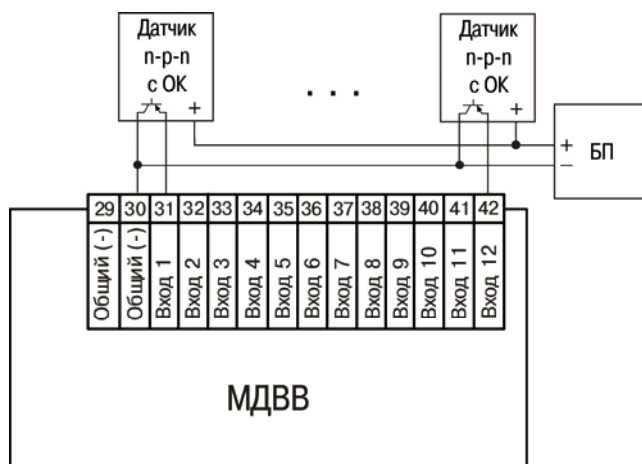 Датчик
n-p-n
с ОК
+
. . .
Датчик
n-p-n
с ОК
+
+
−
БП
29 30 31 32 33 34 35 36 37 38 39 40 41 42
Общий (-)
Общий (-)
Вход 1
Вход 2
Вход 3
Вход 4
Вход 5
Вход 6
Вход 7
Вход 8
Вход 9
Вход 10
Вход 11
Вход 12
МДВВ